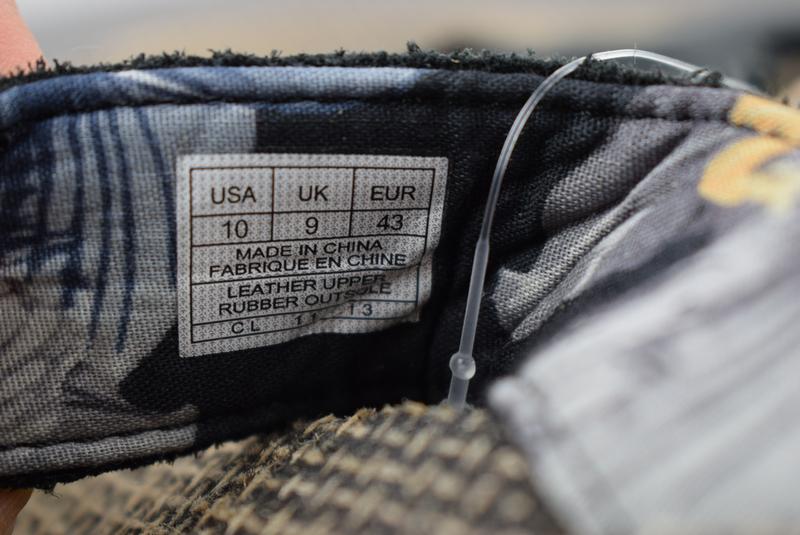 USA UK EUR
10 9 43
MADE IN CHINA
FABRIQUE EN CHINE
LEATHER UPPER
RUBBER OUTSOLE
CL 11 13